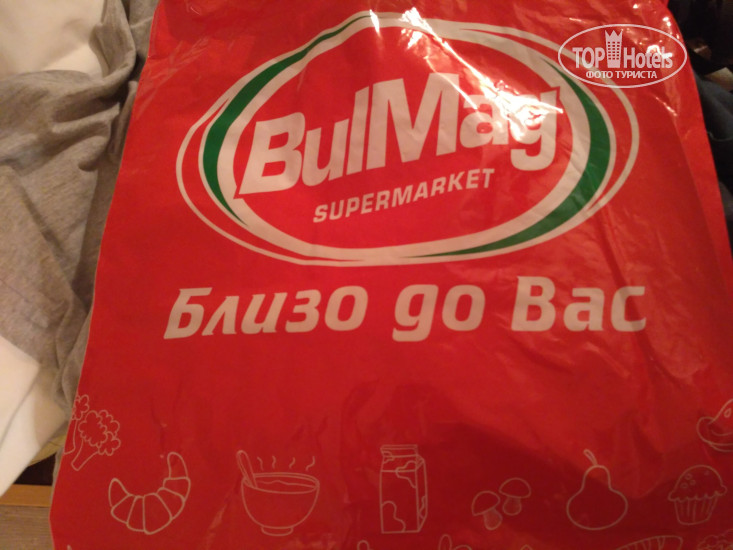 TOP Hotels
ФОТО ТУРИСТА
BulMag
SUPERMARKET
Близо до Вас